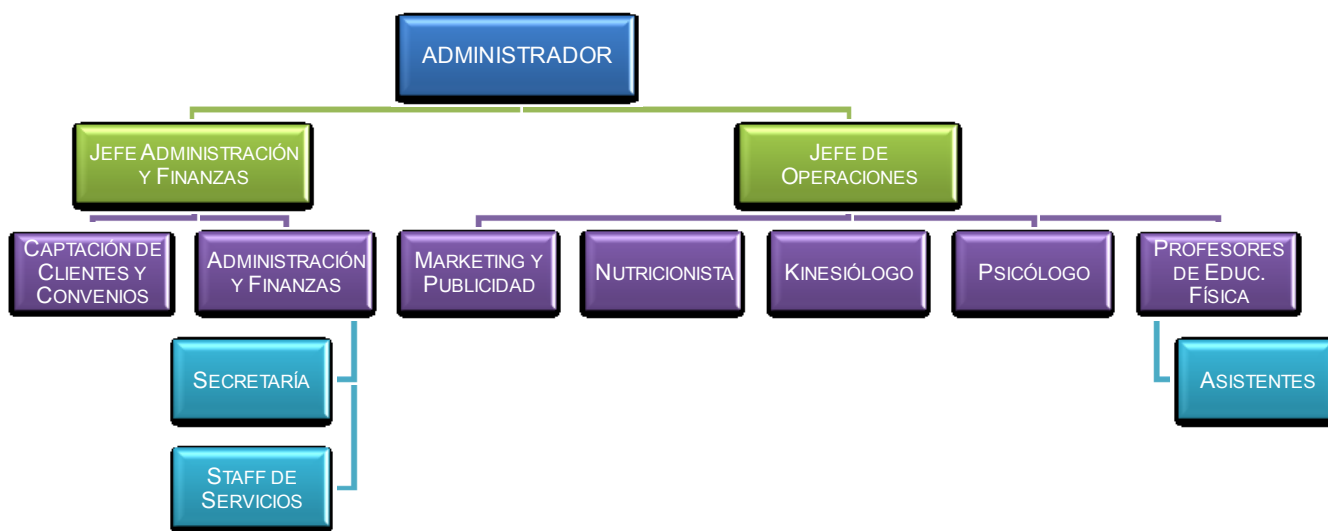 ADMINISTRADOR
JEFE ADMINISTRACIÓN
Y FINANZAS
JEFE DE
OPERACIONES
CAPTACIÓN DE
CLIENTES Y
CONVENIOS
ADMINISTRACIÓN
Y FINANZAS
MARKETING Y
PUBLICIDAD
NUTRICIONISTA
KINESIÓLOGO
PSICÓLOGO
PROFESORES
DE EDUC.
FÍSICA
SECRETARÍA
ASISTENTES
STAFF DE
SERVICIOS